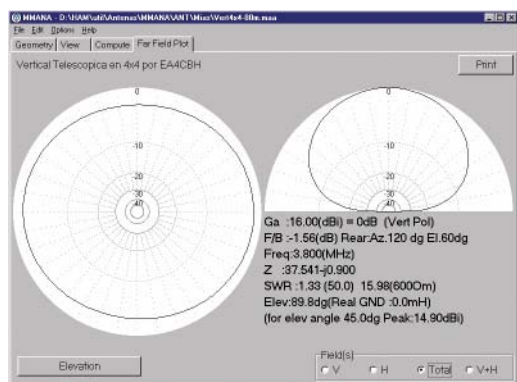 MMANA - D:\HAM\util\Antenas\MMANA\ANT\Mias\Vert4x4-80m.maa
File Edit Options Help
Geometry View Compute Far Field Plot
Vertical Telescopica en 4x4 por EA4CBH
Print
0
-10
-20
-30
-40
0
-10
-20
-30
-40
Ga :16.00(dBi) = 0dB (Vert Pol)
F/B :-1.56(dB) Rear:Az.120 dg El.60dg
Freq:3.800(MHz)
Z :37.541-j0.900
SWR :1.33 (50.0) 15.98(600Om)
Elev:89.8dg(Real GND :0.0mH)
(for elev angle 45.0dg Peak:14.90dBi)
Elevation
Field(s)
V H Total V+H